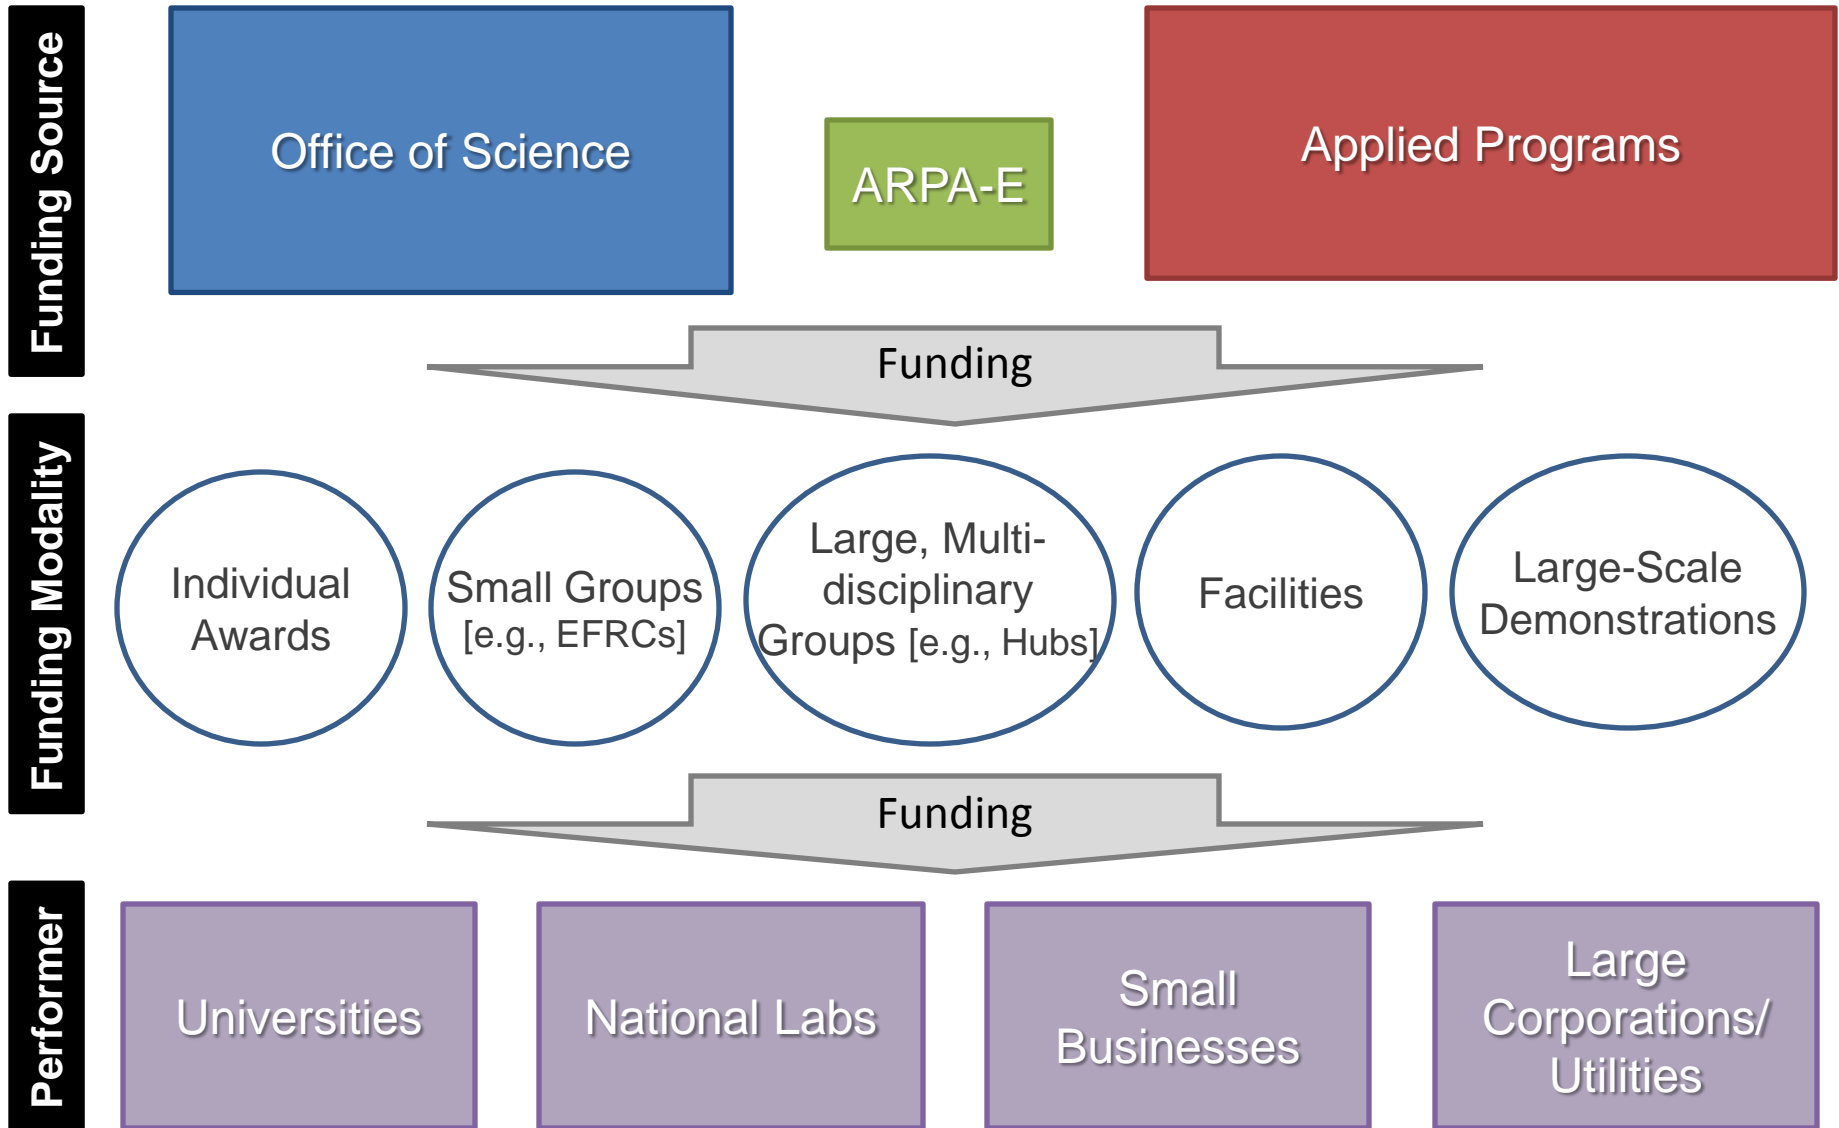 Funding Source
Office of Science
ARPA-E
Applied Programs
Funding
Funding Modality
Individual
Awards
Small Groups
[e.g., EFRCs]
Large, Multi-
disciplinary
Groups [e.g., Hubs]
Facilities
Large-Scale
Demonstrations
Funding
Performer
Universities
National Labs
Small
Businesses
Large
Corporations/
Utilities